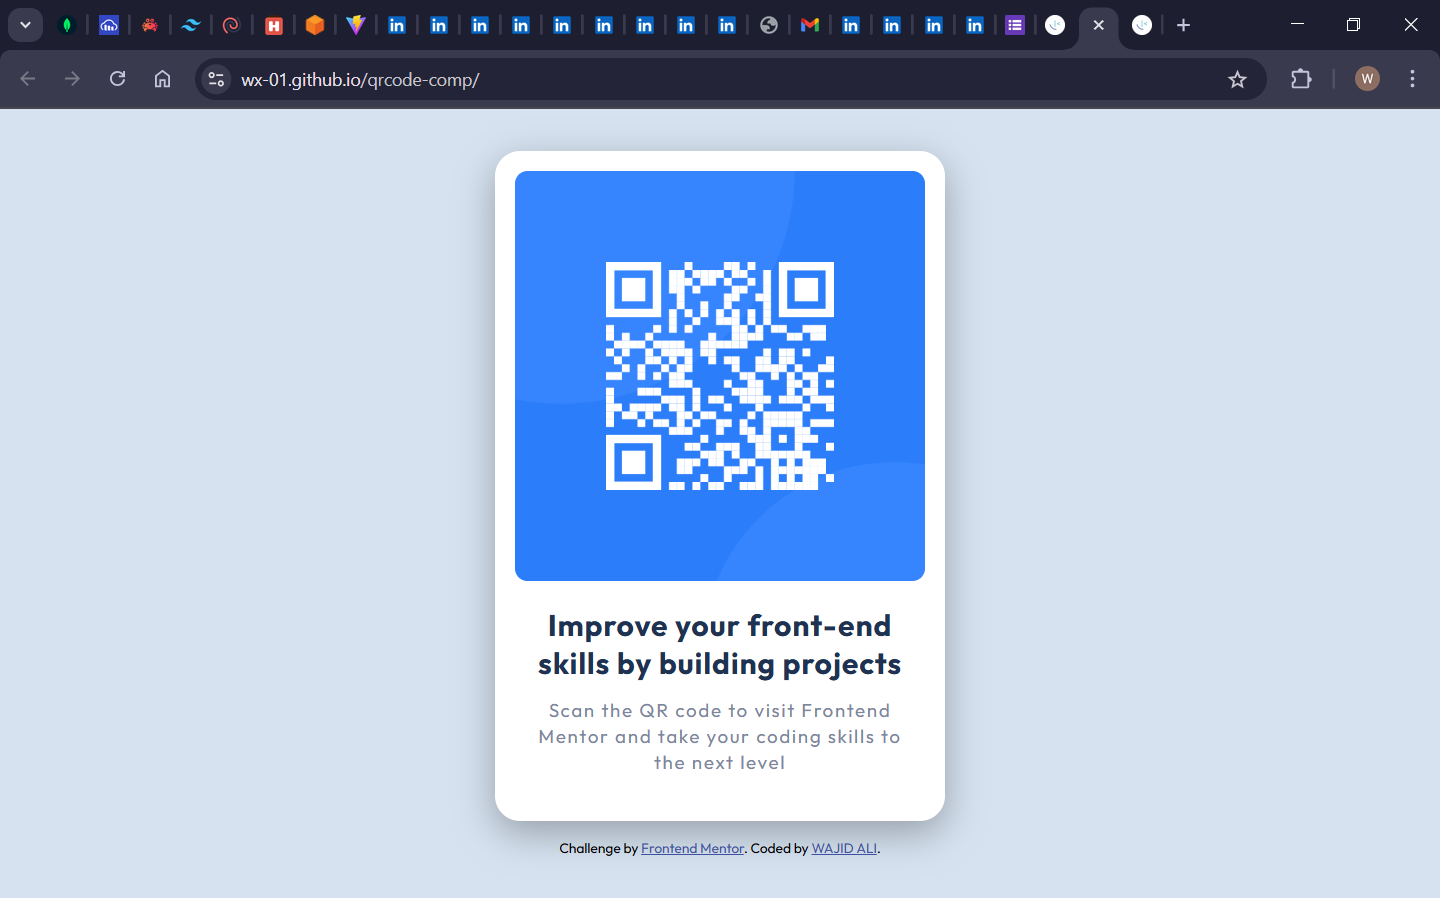 wx-01.github.io/qrcode-comp/
W
Improve your front-end
skills by building projects
Scan the QR code to visit Frontend
Mentor and take your coding skills to
the next level
Challenge by Frontend Mentor. Coded by WAJID ALI.